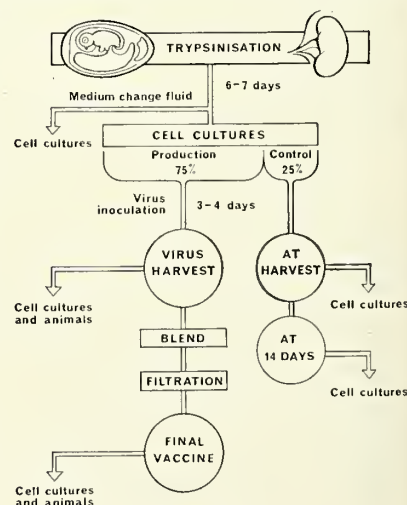 TRYPSINISATION
6-7 days
Medium change fluid
Cell cultures
CELL CULTURES
Production
75%
Control
25%
Virus
inoculation
3-4 days
VIRUS
HARVEST
AT
HARVEST
Cell cultures
and animals
Cell cultures
BLEND
AT
14 DAYS
FILTRATION
Cell cultures
FINAL
VACCINE
Cell cultures
and animals